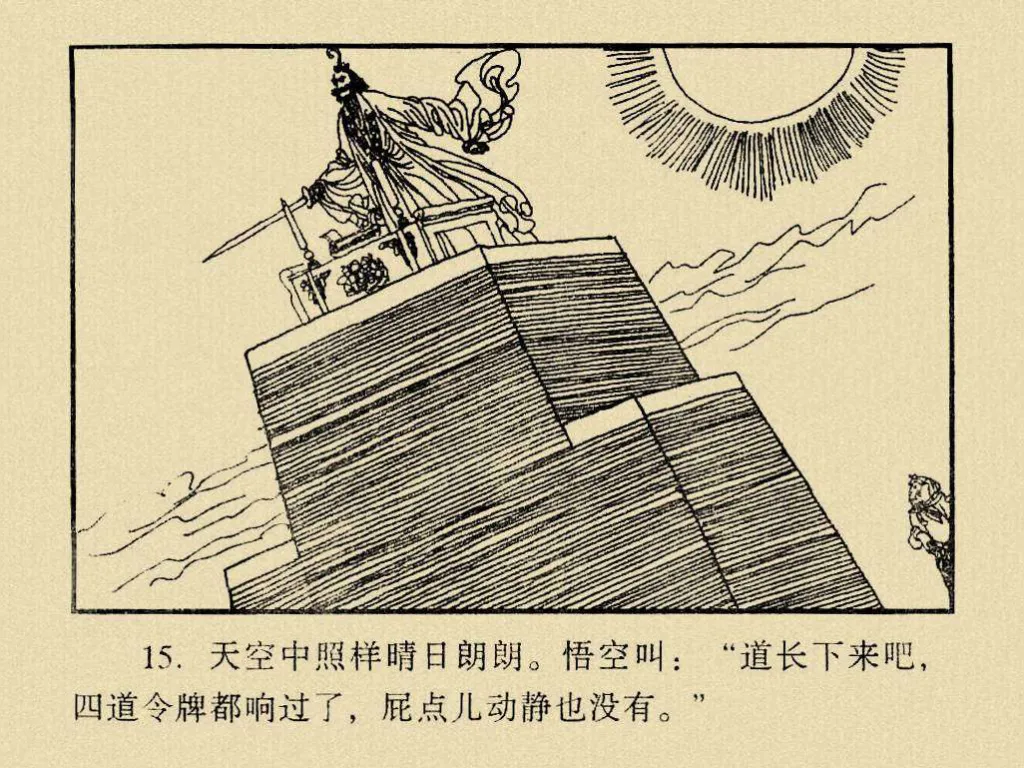 15. 天空中照样晴日朗朗。悟空叫：“道长下来吧，
四道令牌都响过了，屁点儿动静也没有。”